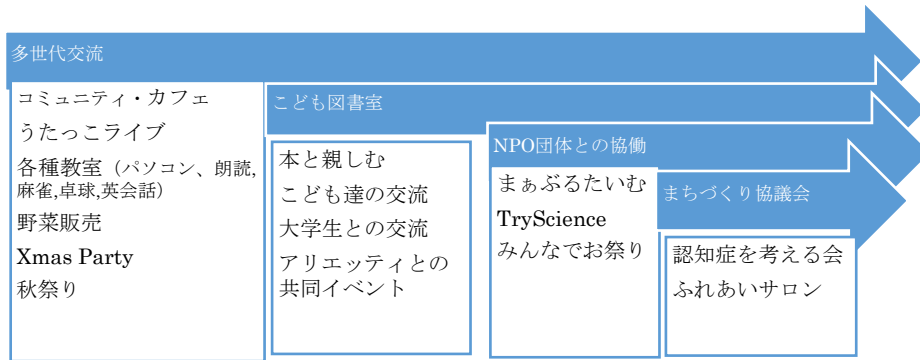 多世代交流
コミュニティ・カフェ
うたっこライブ
各種教室（パソコン、朗読,
麻雀,卓球,英会話）
野菜販売
Xmas Party
秋祭り
こども図書室
本と親しむ
こども達の交流
大学生との交流
アリエッティとの
共同イベント
NPO団体との協働
まぁぶるたいむ
TryScience
みんなでお祭り
まちづくり協議会
認知症を考える会
ふれあいサロン